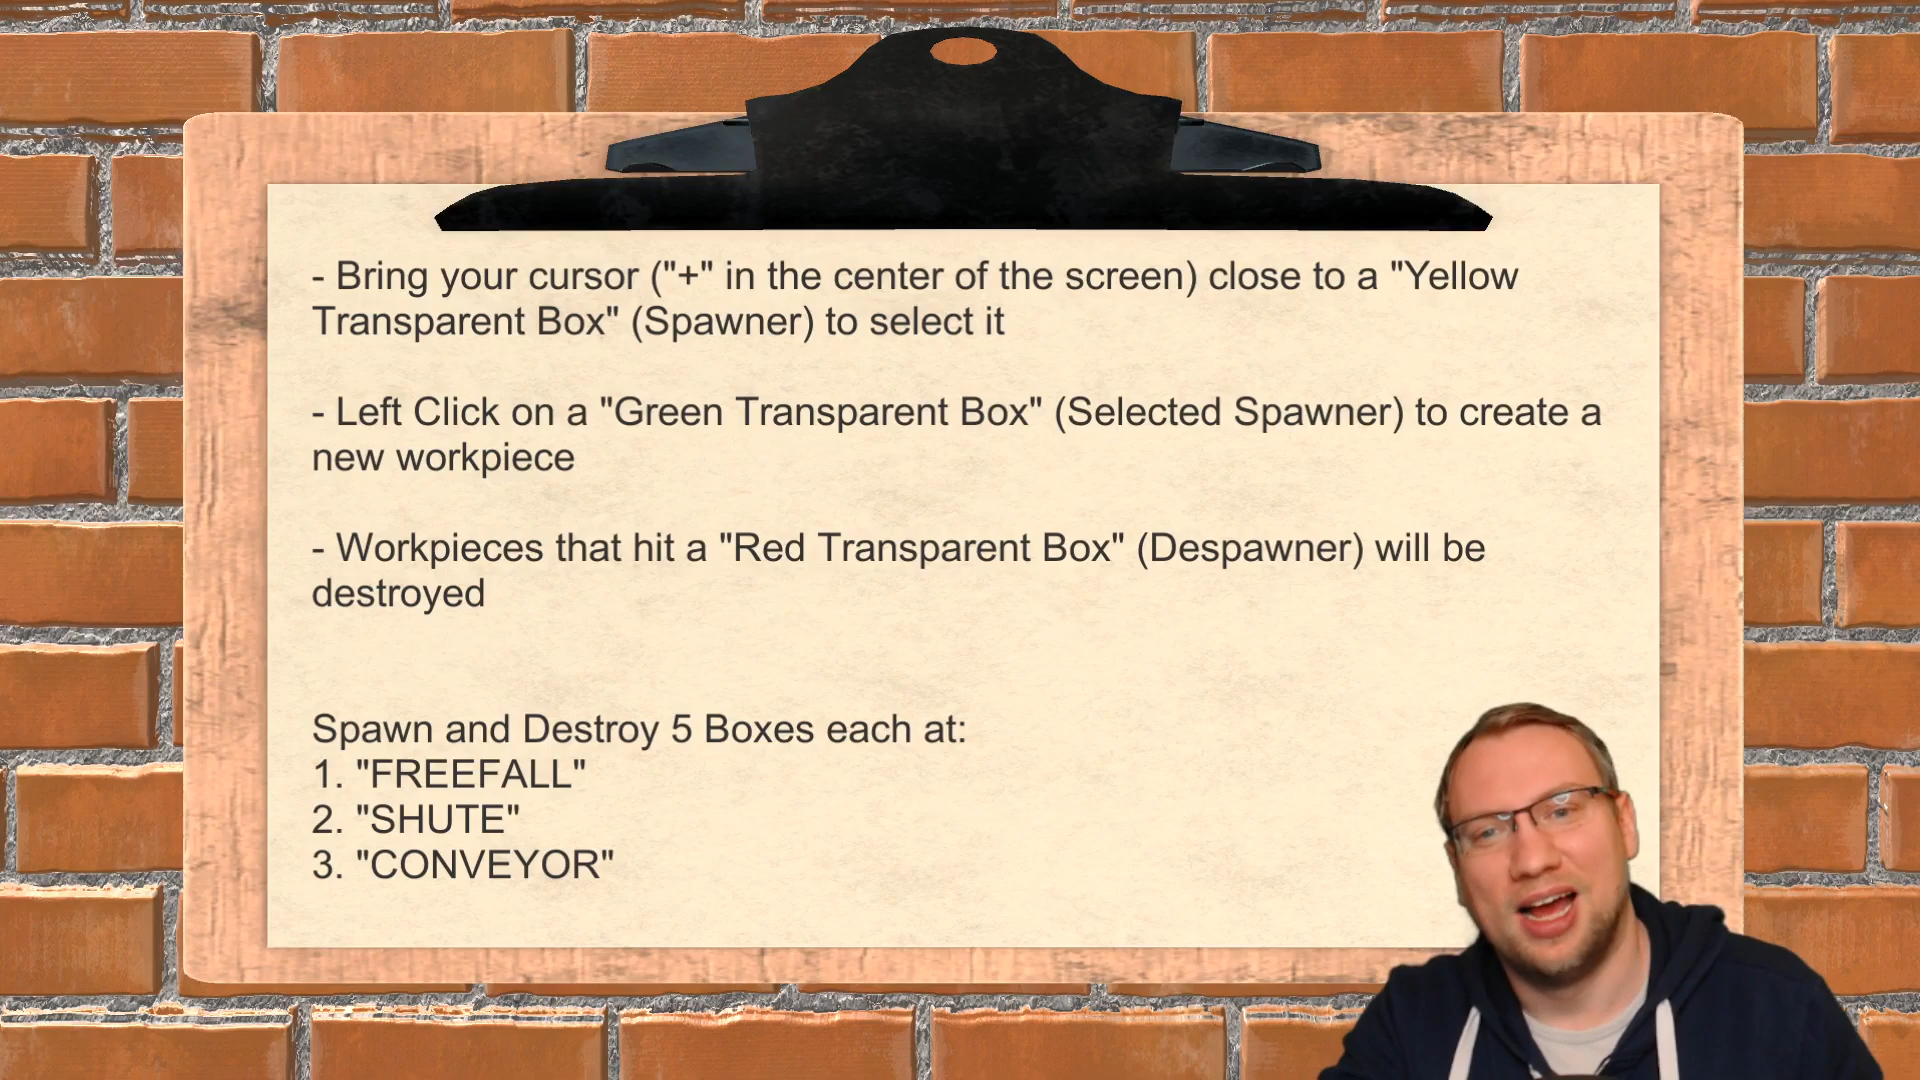 - Bring your cursor ("+" in the center of the screen) close to a "Yellow
Transparent Box" (Spawner) to select it
- Left Click on a "Green Transparent Box" (Selected Spawner) to create a
new workpiece
- Workpieces that hit a "Red Transparent Box" (Despawner) will be
destroyed
Spawn and Destroy 5 Boxes each at:
1. "FREEFALL"
2. "SHUTE"
3. "CONVEYOR"